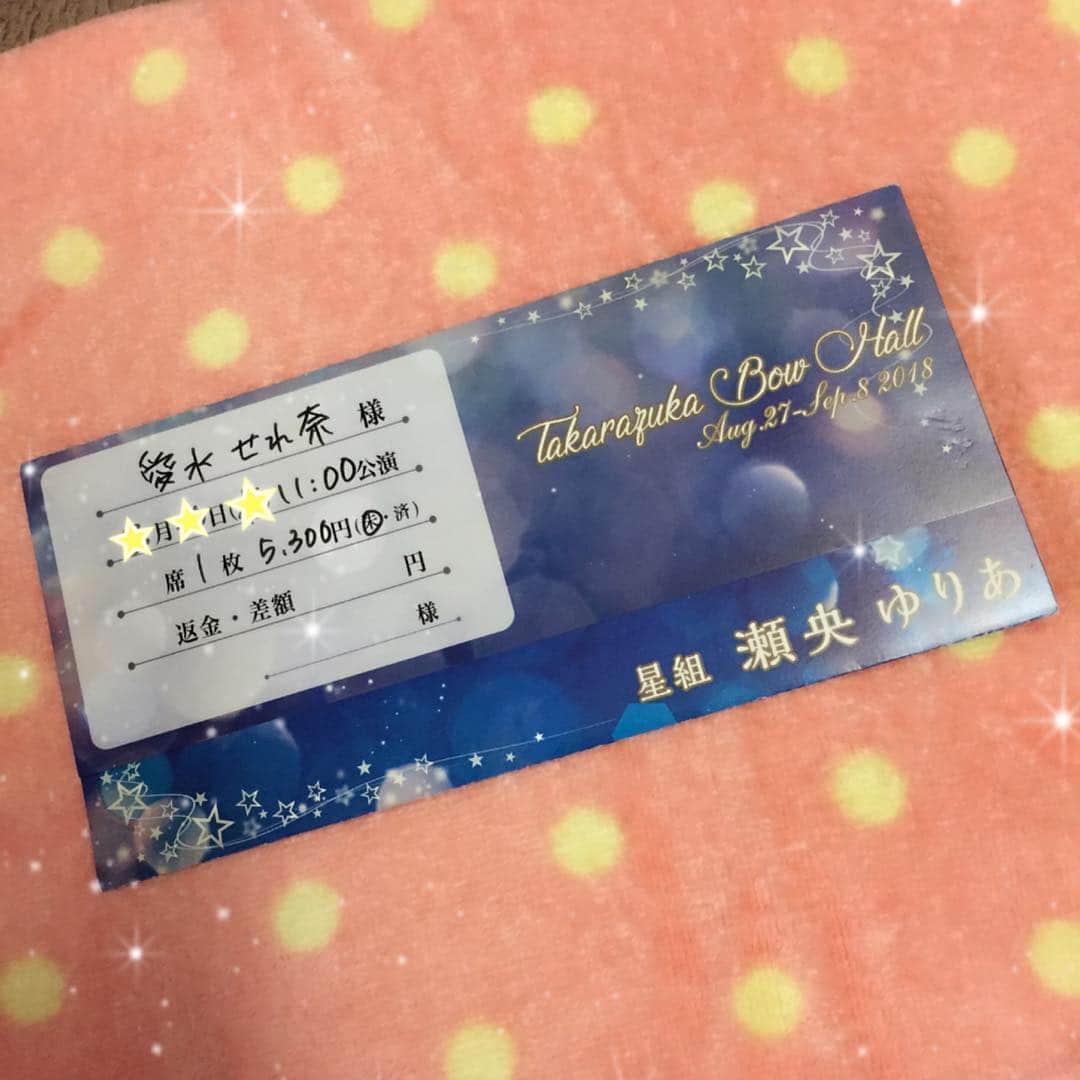 愛水 せれ奈 様
月 日( 11:00公演
席 1 枚 5,300円(未・済)
返金・差額 円
様
Takarazuka Bow Hall
Aug.27-Sep.8 2018
星組 瀬央 ゆりあ